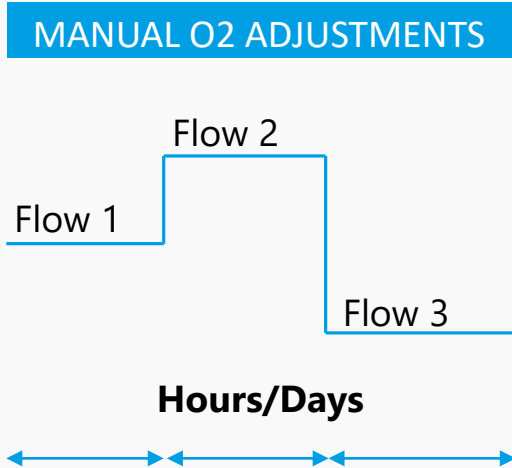 MANUAL O2 ADJUSTMENTS
Flow 2
Flow 1
Flow 3
Hours/Days